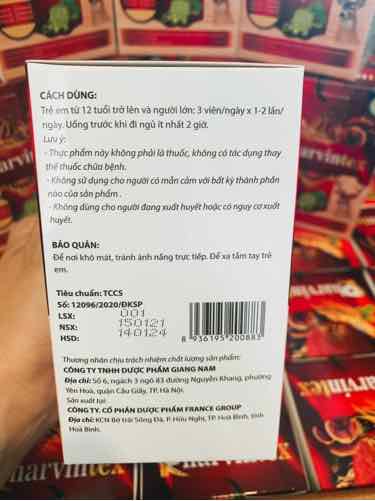 CÁCH DÙNG:
Trẻ em từ 12 tuổi trở lên và người lớn: 3 viên/ngày x 1-2 lần/
ngày. Uống trước khi đi ngủ ít nhất 2 giờ.
Lưu ý:
- Thực phẩm này không phải là thuốc, không có tác dụng thay
thế thuốc chữa bệnh.
- Không sử dụng cho người có mẫn cảm với bất kỳ thành phần
nào của sản phẩm .
- Không dùng cho người đang xuất huyết hoặc có nguy cơ xuất
huyết.
BẢO QUẢN:
Để nơi khô mát, tránh ánh nắng trực tiếp. Để xa tầm tay trẻ
em.
Tiêu chuẩn: TCCS
Số: 12096/2020/ĐKSP
LSX: 001
NSX: 150121
HSD: 140124
8 936195 200883
Thương nhân chịu trách nhiệm chất lượng sản phẩm:
CÔNG TY TNHH DƯỢC PHẨM GIANG NAM
Địa chỉ: Số 6, ngách 3 ngõ 83 đường Nguyễn Khang, phường
Yên Hoà, quận Cầu Giấy, TP. Hà Nội.
Sản xuất tại:
CÔNG TY. CỔ PHẦN DƯỢC PHẨM FRANCE GROUP
Địa chỉ: KCN Bờ trái Sông Đà, P. Hữu Nghị, TP. Hoà Bình, tỉnh
Hoà Bình.
harvintex